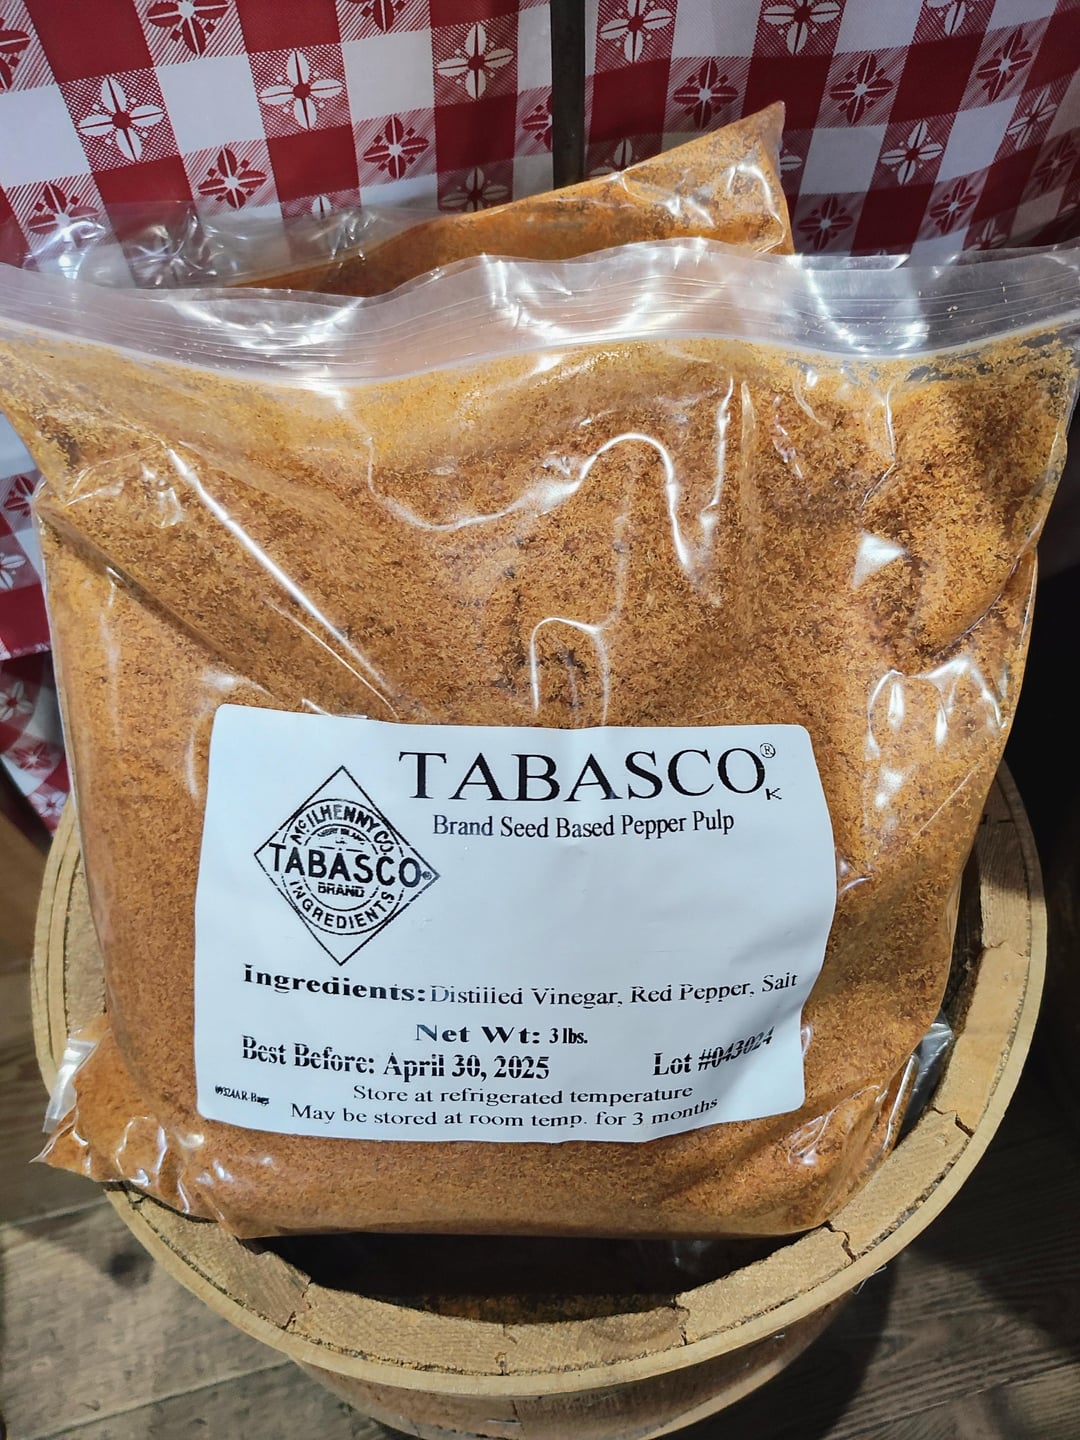 TABASCO® K
Brand Seed Based Pepper Pulp
McILHENNY CO.
TABASCO®
BRAND
INGREDIENTS
Ingredients: Distilled Vinegar, Red Pepper, Salt
Net Wt: 3 lbs.
Best Before: April 30, 2025
Lot #043024
Store at refrigerated temperature
May be stored at room temp. for 3 months